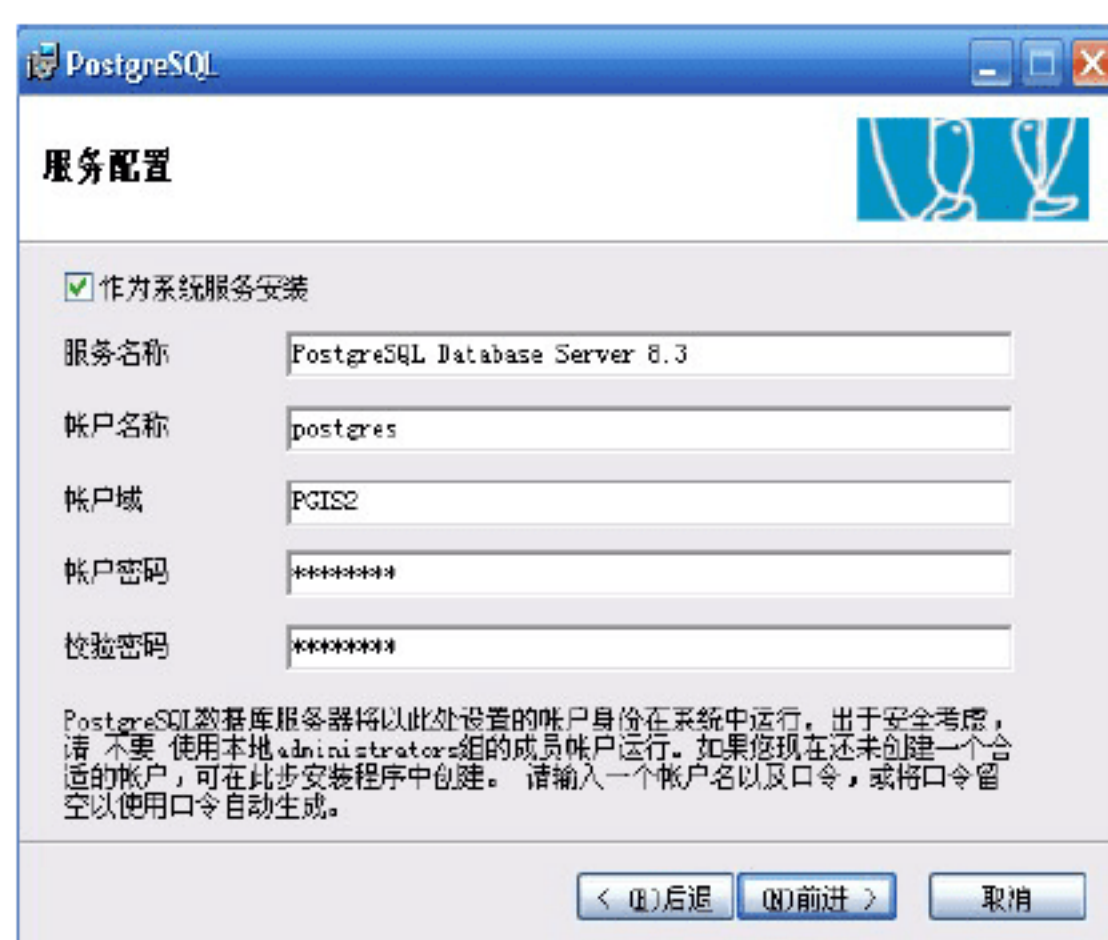 PostgreSQL
服务配置
作为系统服务安装
服务名称
PostgreSQL Database Server 8.3
帐户名称
postgres
帐户域
PGIS2
帐户密码
********
校验密码
********
PostgreSQL数据库服务器将以此处设置的帐户身份在系统中运行。出于安全考虑，
请 不要 使用本地administrators组的成员帐户运行。如果您现在还未创建一个合
适的帐户，可在此步安装程序中创建。 请输入一个帐户名以及口令，或将口令留
空以使用口令自动生成。
< (B)后退
(N)前进 >
取消